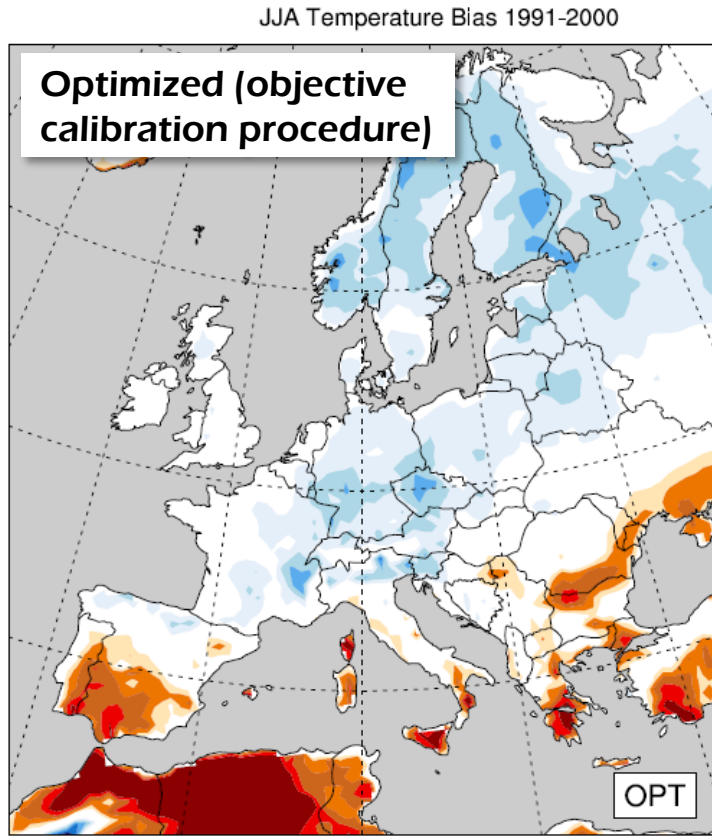 JJA Temperature Bias 1991-2000
Optimized (objective
calibration procedure)
OPT